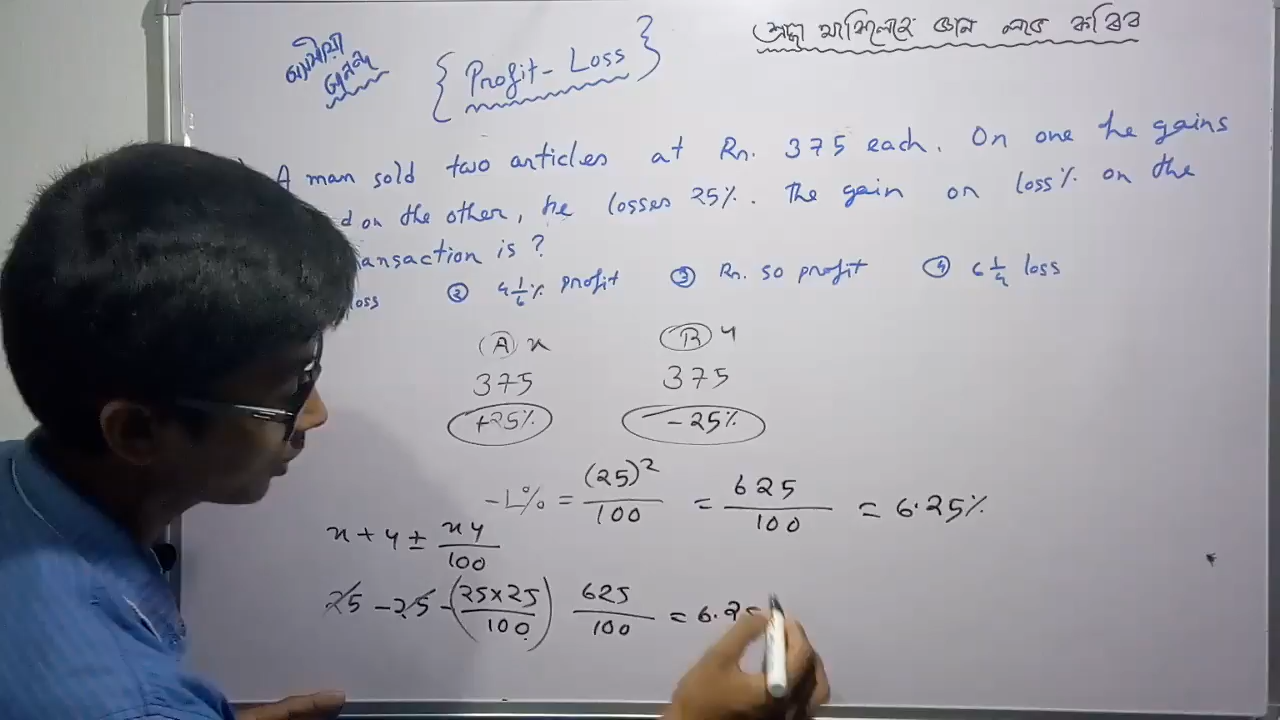 { Profit - Loss }
A man sold two articles at Rs. 375 each. On one he gains
d on the other, he losses 25%. The gain on loss% on the
ansaction is ?
loss ② 4 1/6 % profit ③ Rs. 50 profit ④ 6 1/4 loss
Ⓐ x Ⓑ y
375 375
+25% -25%
-L% = (25)² / 100 = 625 / 100 = 6.25%
x + y ± xy / 100
25 - 25 - (25×25 / 100) 625 / 100 = 6.2